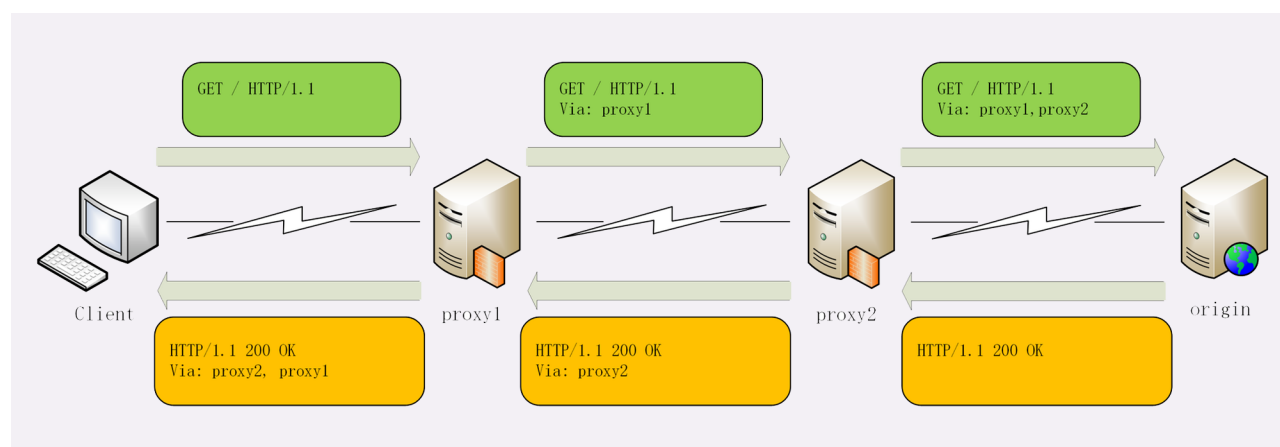 GET / HTTP/1.1
GET / HTTP/1.1
Via: proxy1
GET / HTTP/1.1
Via: proxy1,proxy2
Client
proxy1
proxy2
origin
HTTP/1.1 200 OK
Via: proxy2, proxy1
HTTP/1.1 200 OK
Via: proxy2
HTTP/1.1 200 OK